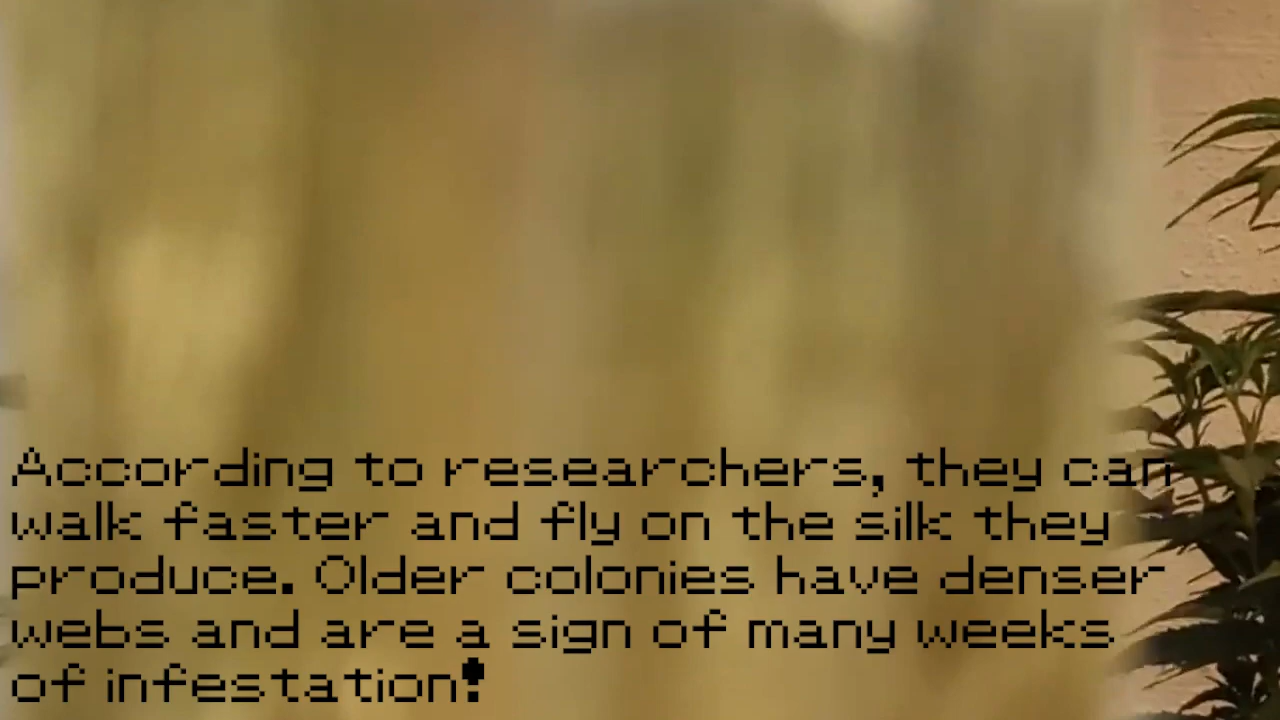 According to researchers, they can
walk faster and fly on the silk they
produce. Older colonies have denser
webs and are a sign of many weeks
of infestation!